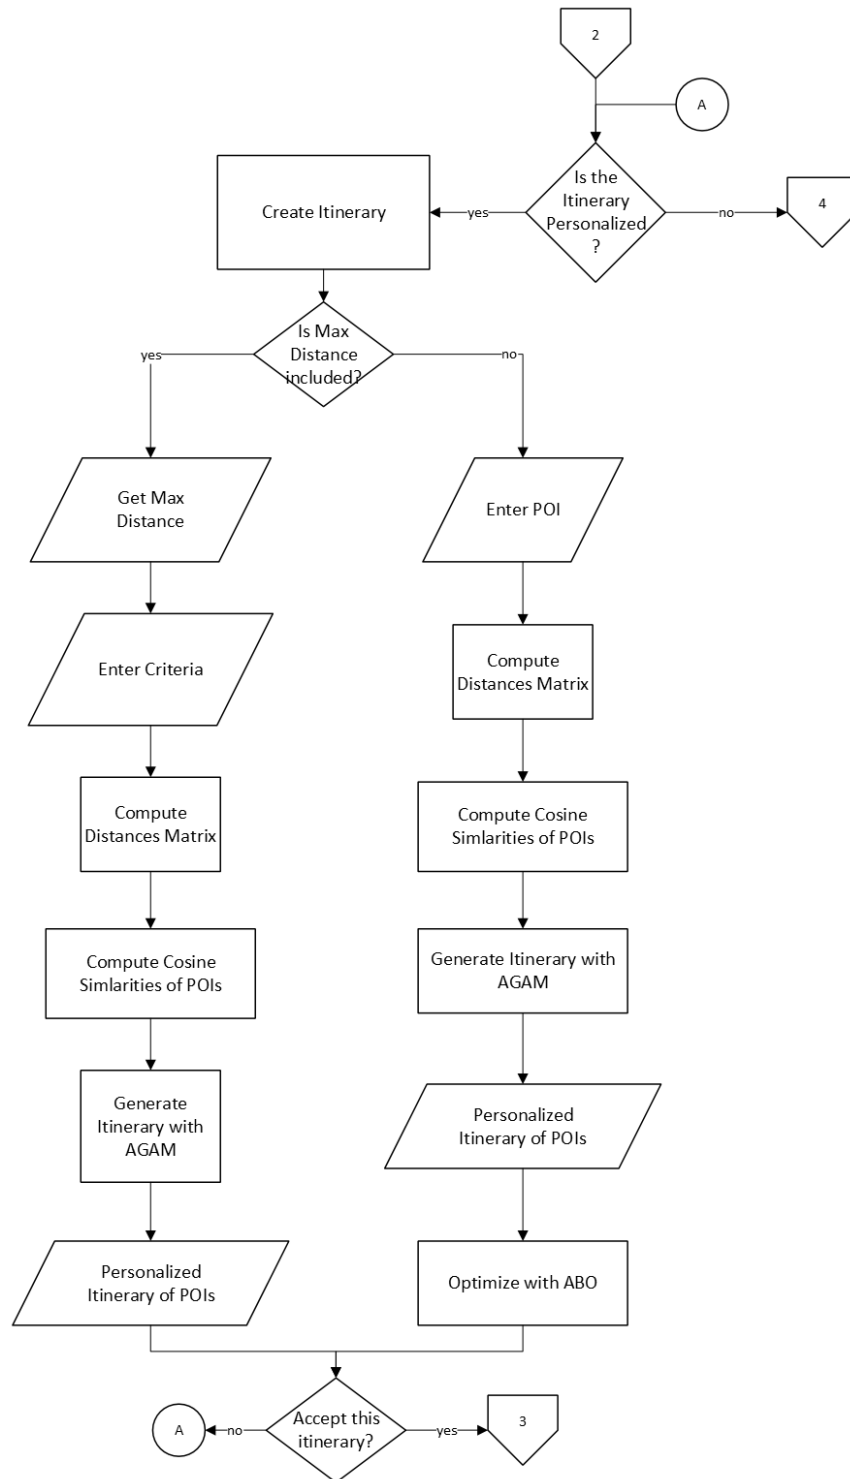 2
A
Is the
Itinerary
Personalized
?
yes
no
4
Create Itinerary
Is Max
Distance
included?
yes
no
Get Max
Distance
Enter POI
Enter Criteria
Compute
Distances Matrix
Compute
Distances Matrix
Compute Cosine
Simlarities of POIs
Compute Cosine
Simlarities of POIs
Generate Itinerary with
AGAM
Generate
Itinerary with
AGAM
Personalized
Itinerary of POIs
Personalized
Itinerary of POIs
Optimize with ABO
Accept this
itinerary?
A
no
yes
3